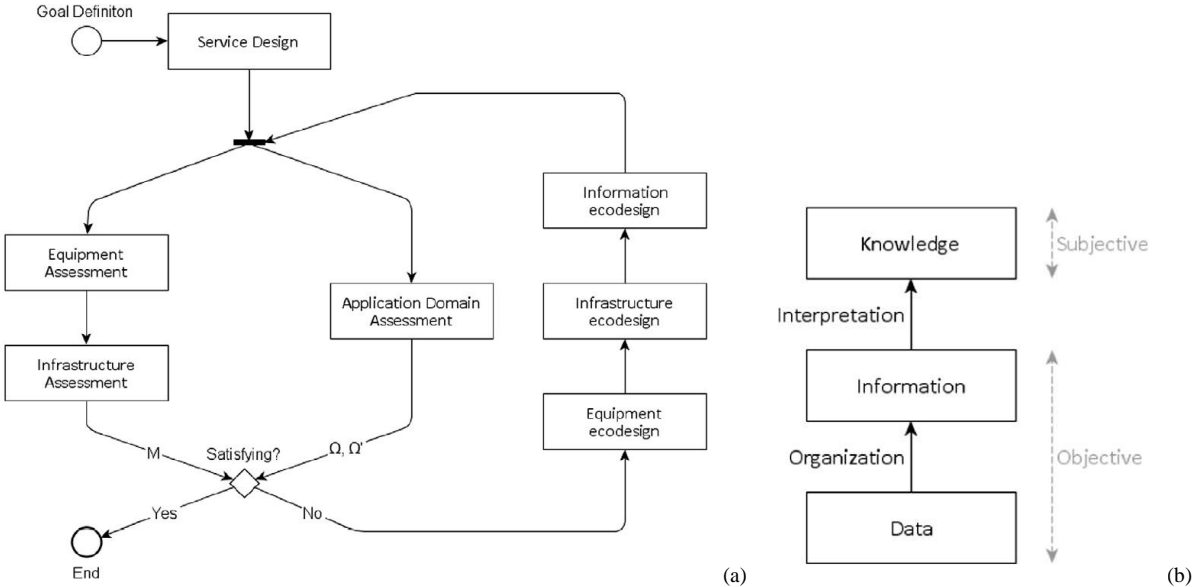 Goal Definiton
Service Design
Equipment
Assessment
Infrastructure
Assessment
Application Domain
Assessment
Information
ecodesign
Infrastructure
ecodesign
Equipment
ecodesign
M
Satisfying?
Ω, Ω'
Yes
No
End
(a)
Knowledge
Subjective
Interpretation
Information
Organization
Objective
Data
(b)